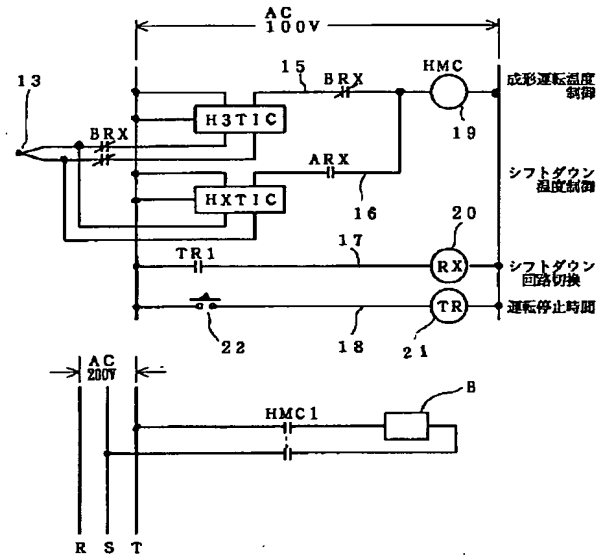 AC
100V
13
15
BRX
HMC
成形運転温度
制御
H3TIC
19
BRX
ARX
シフトダウン
温度制御
HXTIC
16
20
TR1
17
RX
シフトダウン
回路切換
TR
運転停止時間
22
18
21
AC
200V
HMC1
B
R S T